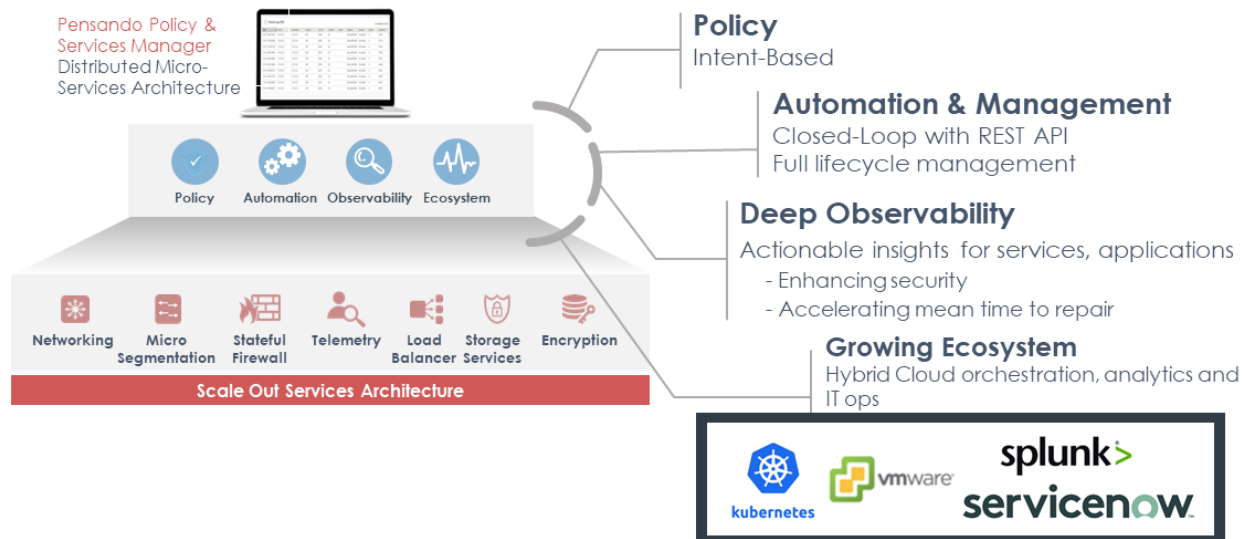 Pensando Policy &
Services Manager
Distributed Micro-
Services Architecture
Policy
Automation
Observability
Ecosystem
Networking
Micro
Segmentation
Stateful
Firewall
Telemetry
Load
Balancer
Storage
Services
Encryption
Scale Out Services Architecture
Policy
Intent-Based
Automation & Management
Closed-Loop with REST API
Full lifecycle management
Deep Observability
Actionable insights for services, applications
- Enhancing security
- Accelerating mean time to repair
Growing Ecosystem
Hybrid Cloud orchestration, analytics and
IT ops
kubernetes
vmware
splunk>
servicenow